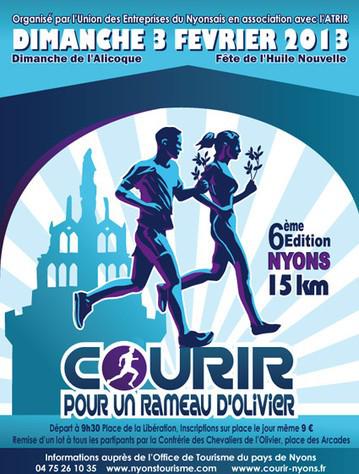 Organisé par l'Union des Entreprises du Nyonsais en association avec l'ATRIR
DIMANCHE 3 FEVRIER 2013
Dimanche de l'Alicoque Fête de l'Huile Nouvelle
6ème
Edition
NYONS
15 km
COURIR
POUR UN RAMEAU D'OLIVIER
Départ à 9h30 Place de la Libération, Inscriptions sur place le jour même 9 €
Remise d'un lot à tous les partipants par la Confrérie des Chevaliers de l'Olivier, place des Arcades
Informations auprès de l'Office de Tourisme du pays de Nyons
04 75 26 10 35 www.nyonstourisme.com www.courir-nyons.fr